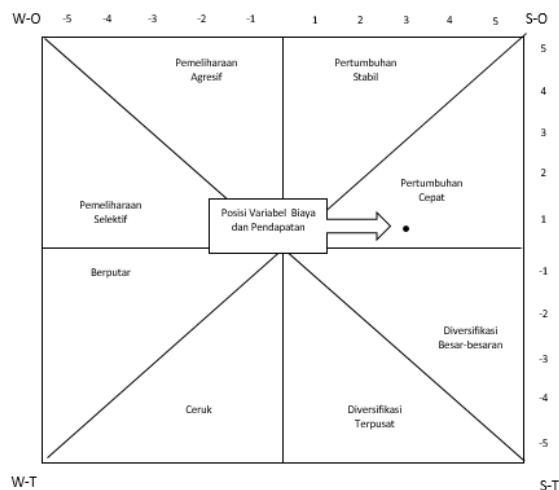 W-O -5 -4 -3 -2 -1 1 2 3 4 5 S-O
Pemeliharaan
Agresif
Pertumbuhan
Stabil
5
4
3
2
1
Pemeliharaan
Selektif
Posisi Variabel Biaya
dan Pendapatan
Pertumbuhan
Cepat
Berputar
-1
-2
-3
-4
-5
Diversifikasi
Besar-besaran
Ceruk
Diversifikasi
Terpusat
W-T
S-T